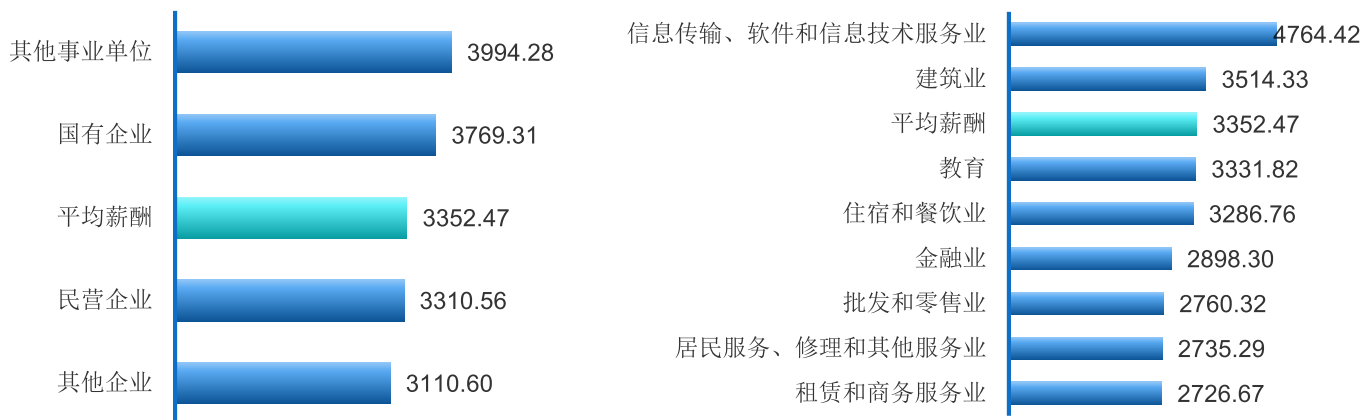 其他事业单位 3994.28
国有企业 3769.31
平均薪酬 3352.47
民营企业 3310.56
其他企业 3110.60
信息传输、软件和信息技术服务业 4764.42
建筑业 3514.33
平均薪酬 3352.47
教育 3331.82
住宿和餐饮业 3286.76
金融业 2898.30
批发和零售业 2760.32
居民服务、修理和其他服务业 2735.29
租赁和商务服务业 2726.67